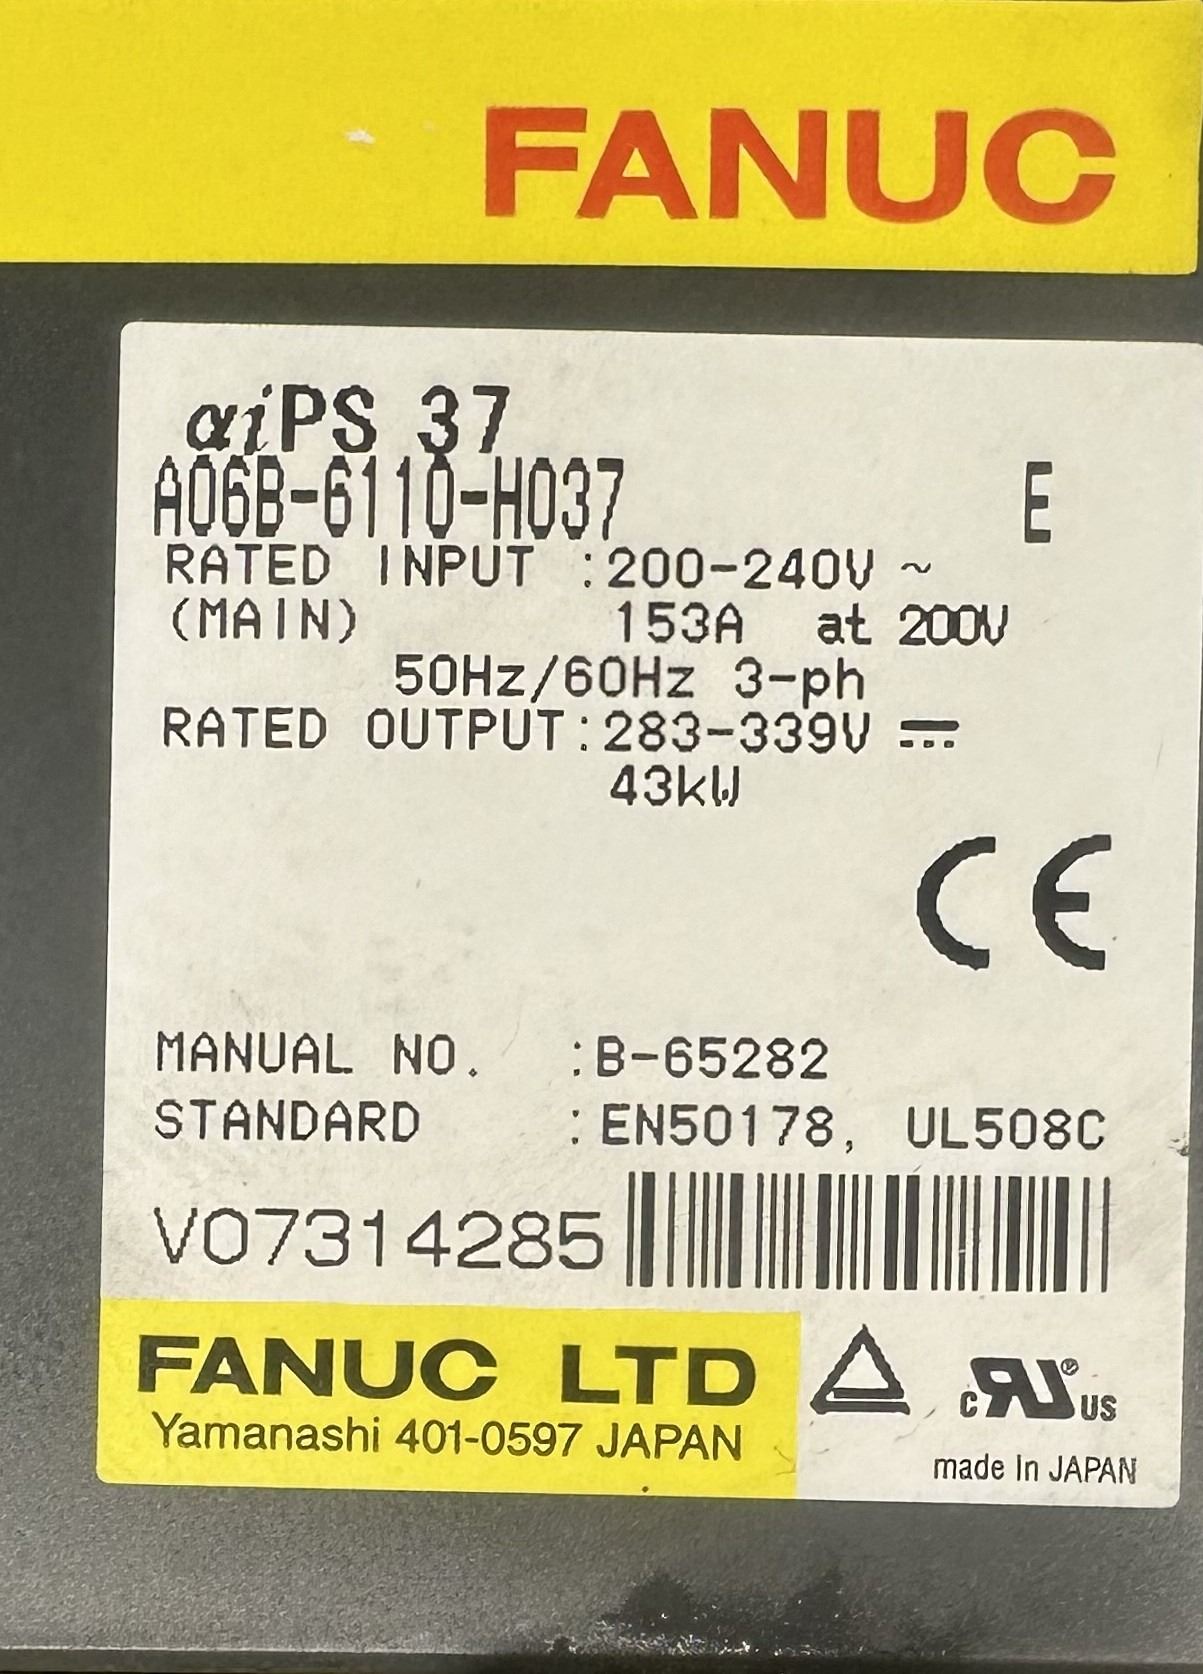 FANUC
αiPS 37
A06B-6110-H037 E
RATED INPUT :200-240V ~
(MAIN) 153A at 200V
50Hz/60Hz 3-ph
RATED OUTPUT:283-339V ⎓
43kW
CE
MANUAL NO. :B-65282
STANDARD :EN50178, UL508C
V07314285
FANUC LTD
Yamanashi 401-0597 JAPAN
c RU ® US
made in JAPAN